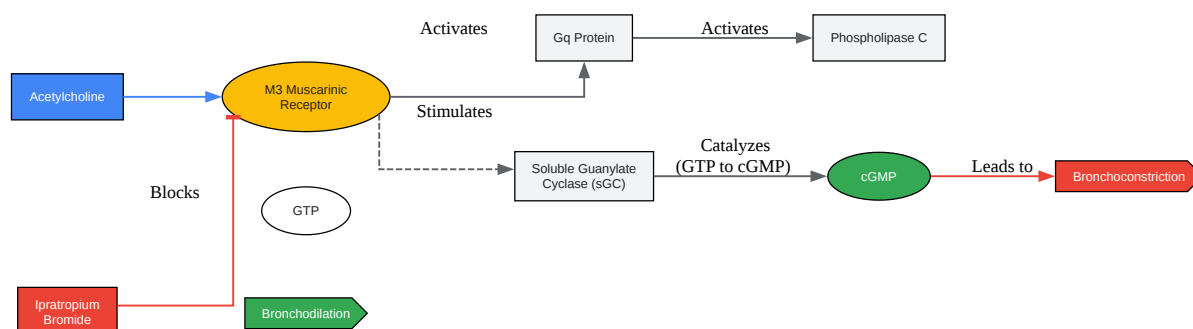 Activates
Gq Protein
Activates
Phospholipase C
Acetylcholine
M3 Muscarinic
Receptor
Stimulates
Catalyzes
(GTP to cGMP)
Soluble Guanylate
Cyclase (sGC)
cGMP
Leads to
Bronchoconstriction
Blocks
GTP
Ipratropium
Bromide
Bronchodilation